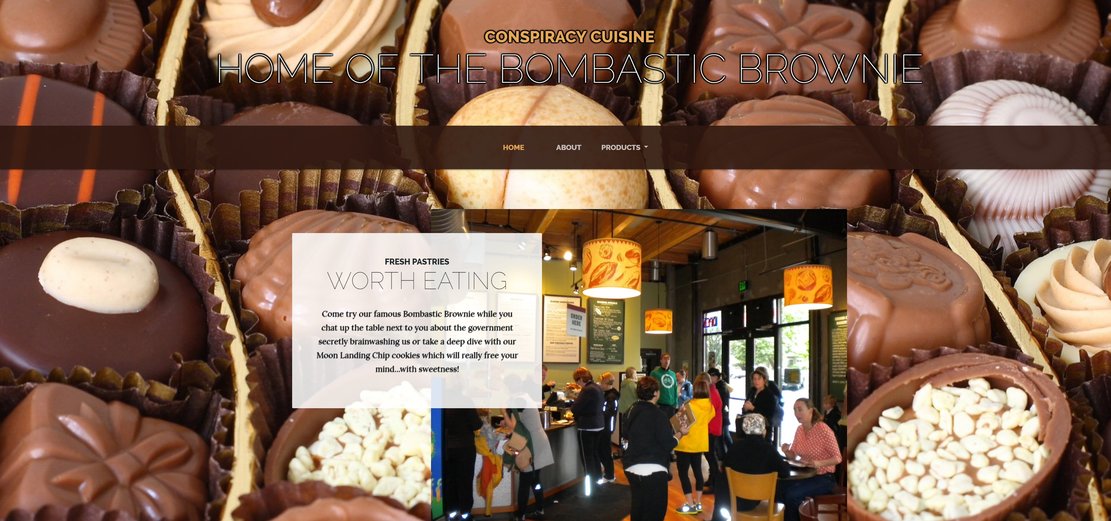 CONSPIRACY CUISINE
HOME OF THE BOMBASTIC BROWNIE
HOME ABOUT PRODUCTS
FRESH PASTRIES
WORTH EATING
Come try our famous Bombastic Brownie while you
chat up the table next to you about the government
secretly brainwashing us or take a deep dive with our
Moon Landing Chip cookies which will really free your
mind...with sweetness!
ORDER
HERE